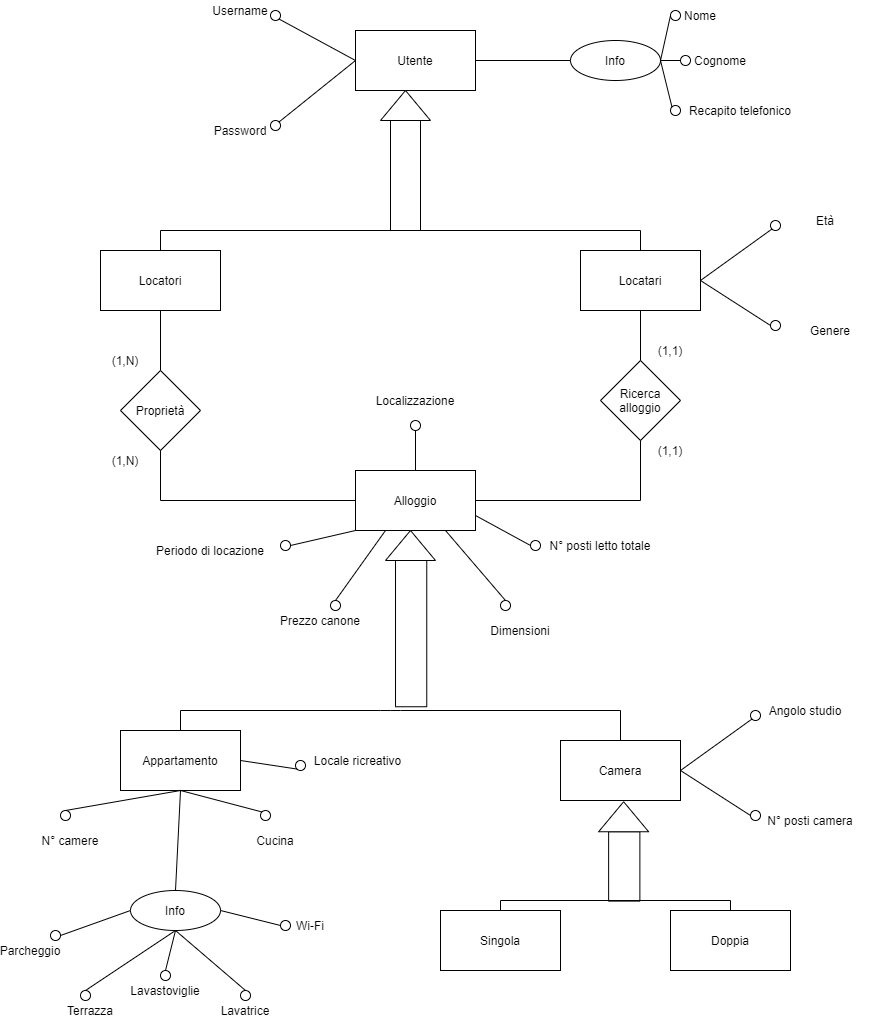 Username
Nome
Utente
Info
Cognome
Password
Recapito telefonico
Età
Locatori
Locatari
Genere
(1,N)
(1,1)
Proprietà
Ricerca
alloggio
Localizzazione
(1,N)
(1,1)
Alloggio
Periodo di locazione
N° posti letto totale
Prezzo canone
Dimensioni
Angolo studio
Appartamento
Locale ricreativo
Camera
N° camere
Cucina
N° posti camera
Info
Wi-Fi
Parcheggio
Singola
Doppia
Lavastoviglie
Terrazza
Lavatrice